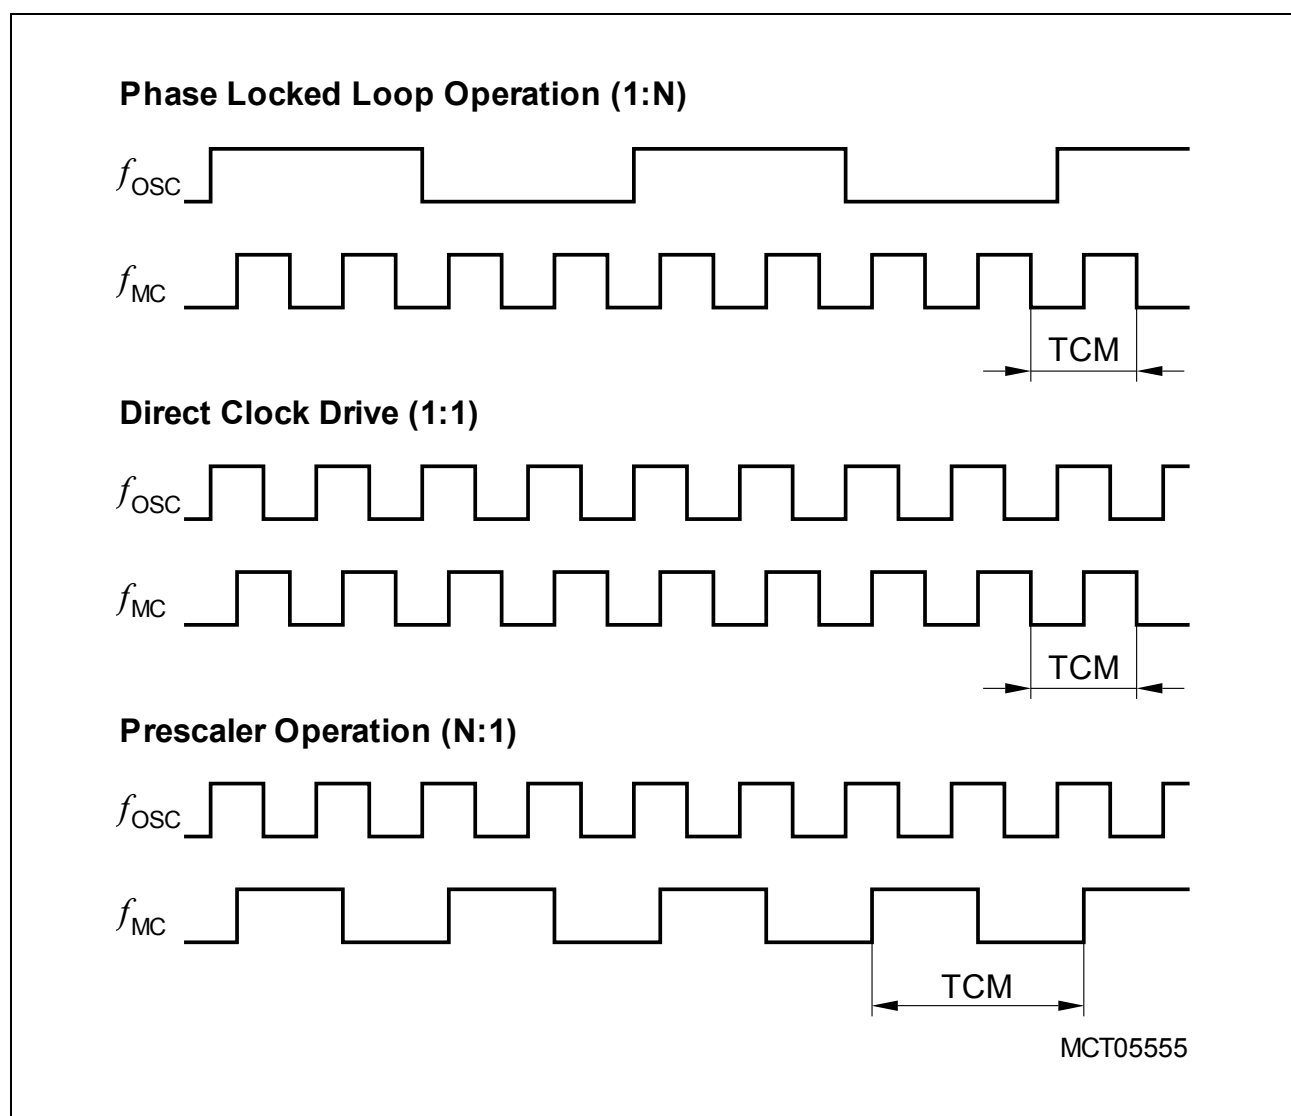 Phase Locked Loop Operation (1:N)
fOSC
fMC
TCM
Direct Clock Drive (1:1)
fOSC
fMC
TCM
Prescaler Operation (N:1)
fOSC
fMC
TCM
MCT05555